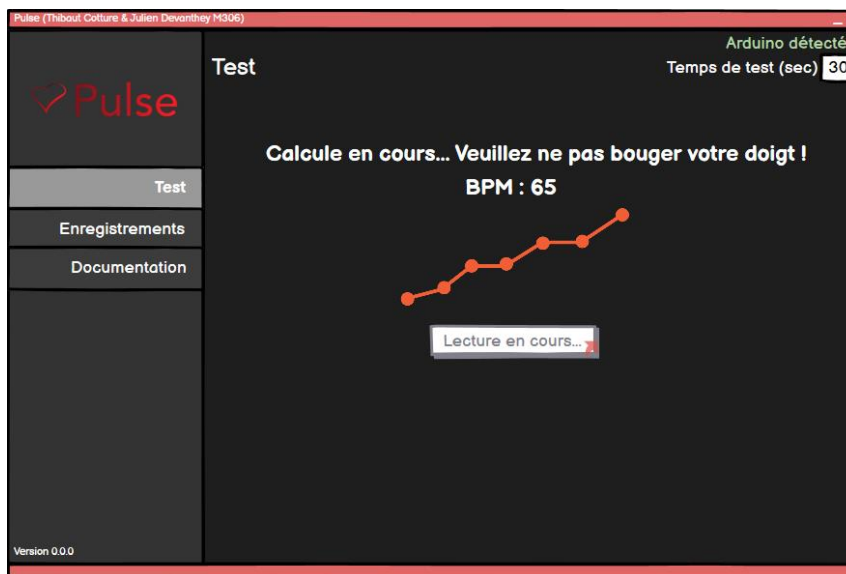 Pulse (Thibout Cotture & Julien Devanthey M306)
Arduino détecté
Test
Temps de test (sec) 30
Pulse
Calcule en cours... Veuillez ne pas bouger votre doigt !
BPM : 65
Test
Enregistrements
Documentation
Lecture en cours...
Version 0.0.0